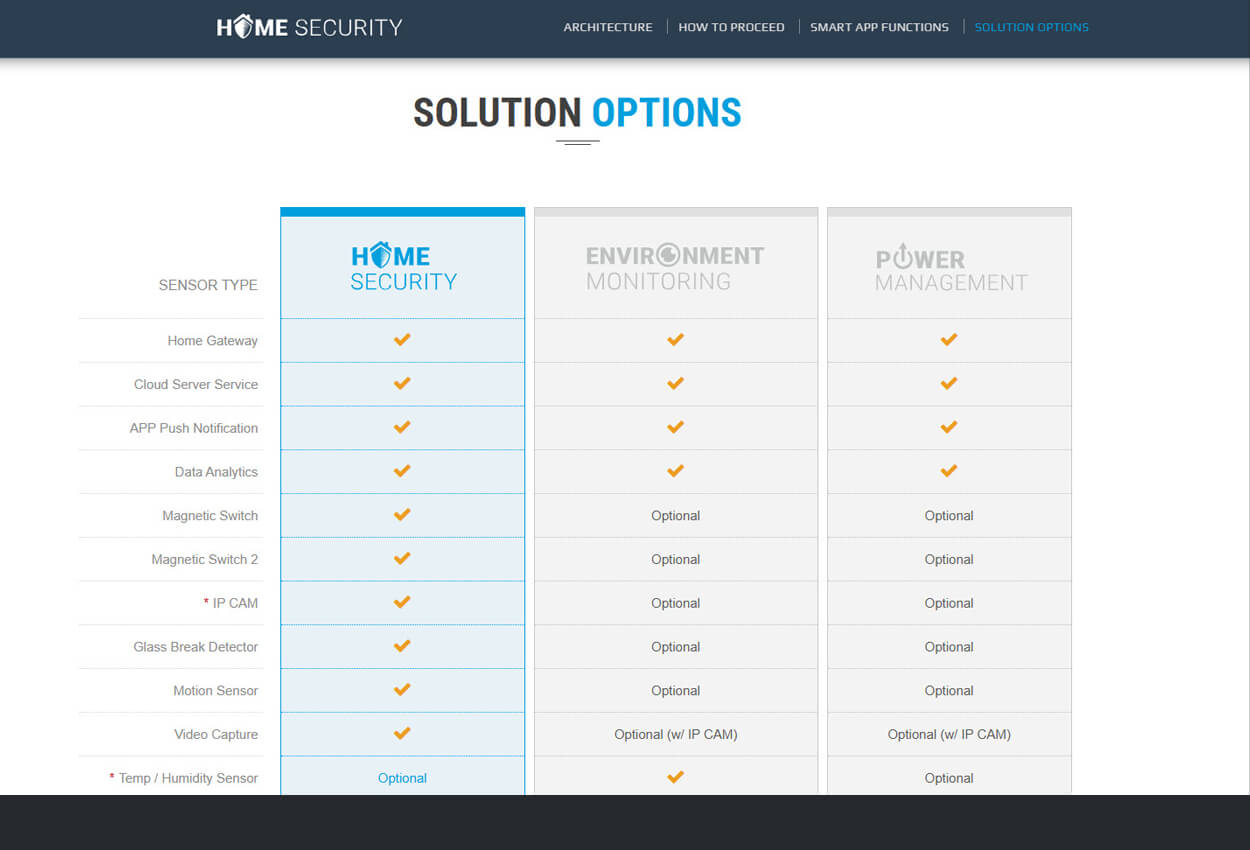 HOME SECURITY
ARCHITECTURE HOW TO PROCEED SMART APP FUNCTIONS SOLUTION OPTIONS
SOLUTION OPTIONS
SENSOR TYPE
HOME
SECURITY
ENVIRONMENT
MONITORING
POWER
MANAGEMENT
Home Gateway
Cloud Server Service
APP Push Notification
Data Analytics
Magnetic Switch Optional Optional
Magnetic Switch 2 Optional Optional
* IP CAM Optional Optional
Glass Break Detector Optional Optional
Motion Sensor Optional Optional
Video Capture Optional (w/ IP CAM) Optional (w/ IP CAM)
* Temp / Humidity Sensor Optional Optional